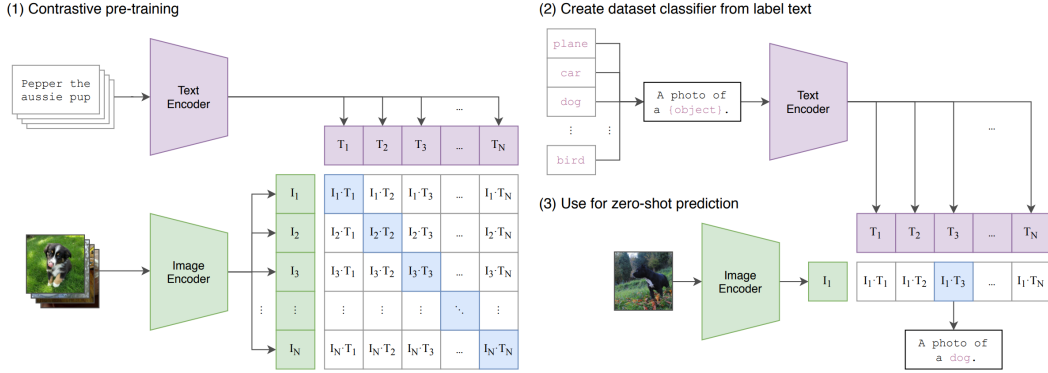 (1) Contrastive pre-training
Pepper the
aussie pup
Text
Encoder
...
T1 T2 T3 ... TN
I1 I1·T1 I1·T2 I1·T3 ... I1·TN
I2 I2·T1 I2·T2 I2·T3 ... I2·TN
I3 I3·T1 I3·T2 I3·T3 ... I3·TN
⋮ ⋮ ⋮ ⋮ ⋮ ⋱ ⋮
IN IN·T1 IN·T2 IN·T3 ... IN·TN
Image
Encoder
(2) Create dataset classifier from label text
plane
car
dog
⋮ ⋮
bird
A photo of
a {object}.
Text
Encoder
...
(3) Use for zero-shot prediction
Image
Encoder
T1 T2 T3 ... TN
I1 I1·T1 I1·T2 I1·T3 ... I1·TN
A photo of
a dog.